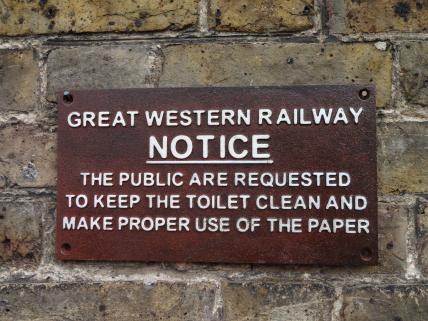 GREAT WESTERN RAILWAY
NOTICE
THE PUBLIC ARE REQUESTED
TO KEEP THE TOILET CLEAN AND
MAKE PROPER USE OF THE PAPER